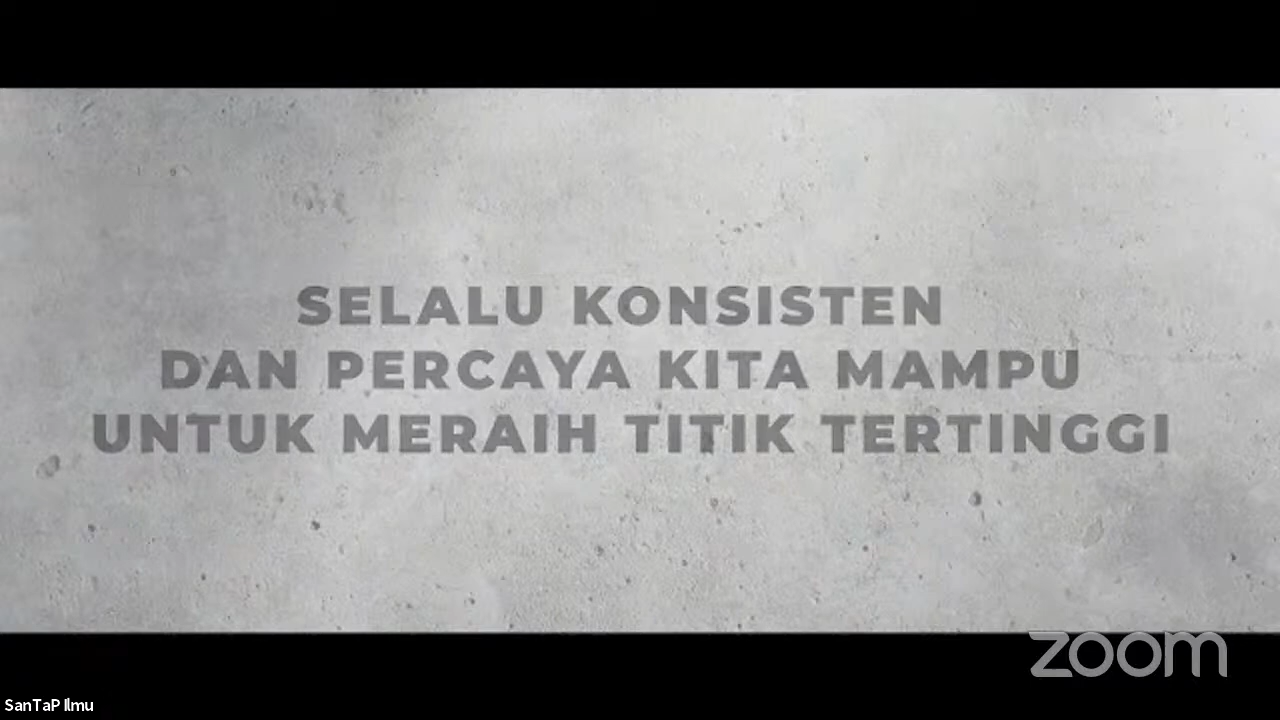 SELALU KONSISTEN
DAN PERCAYA KITA MAMPU
UNTUK MERAIH TITIK TERTINGGI
zoom
SanTaP Ilmu